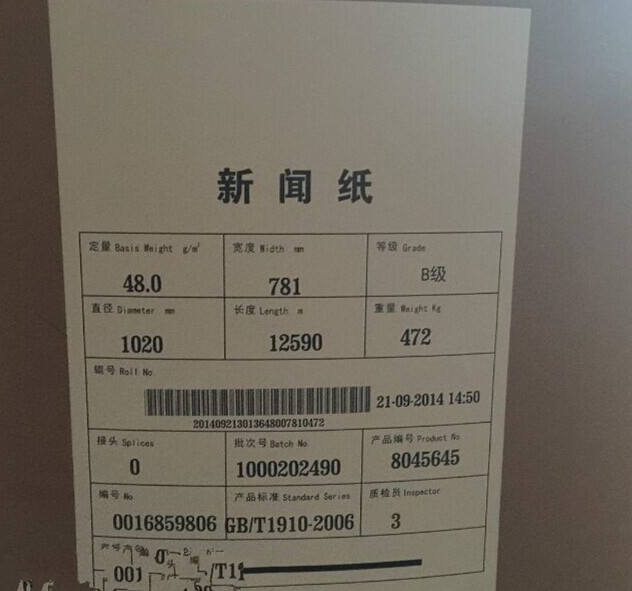 新闻纸
定量 Basis Weight g/m² 宽度 Width mm 等级 Grade
48.0 781 B级
直径 Diameter mm 长度 Length m 重量 Weight Kg
1020 12590 472
辊号 Roll No
21-09-2014 14:50
201409213013648007810472
接头 Splices 批次号 Batch No 产品编号 Product No
0 1000202490 8045645
编号 No. 产品标准 Standard Series 质检员 Inspector
0016859806 GB/T1910-2006 3
001 /T11